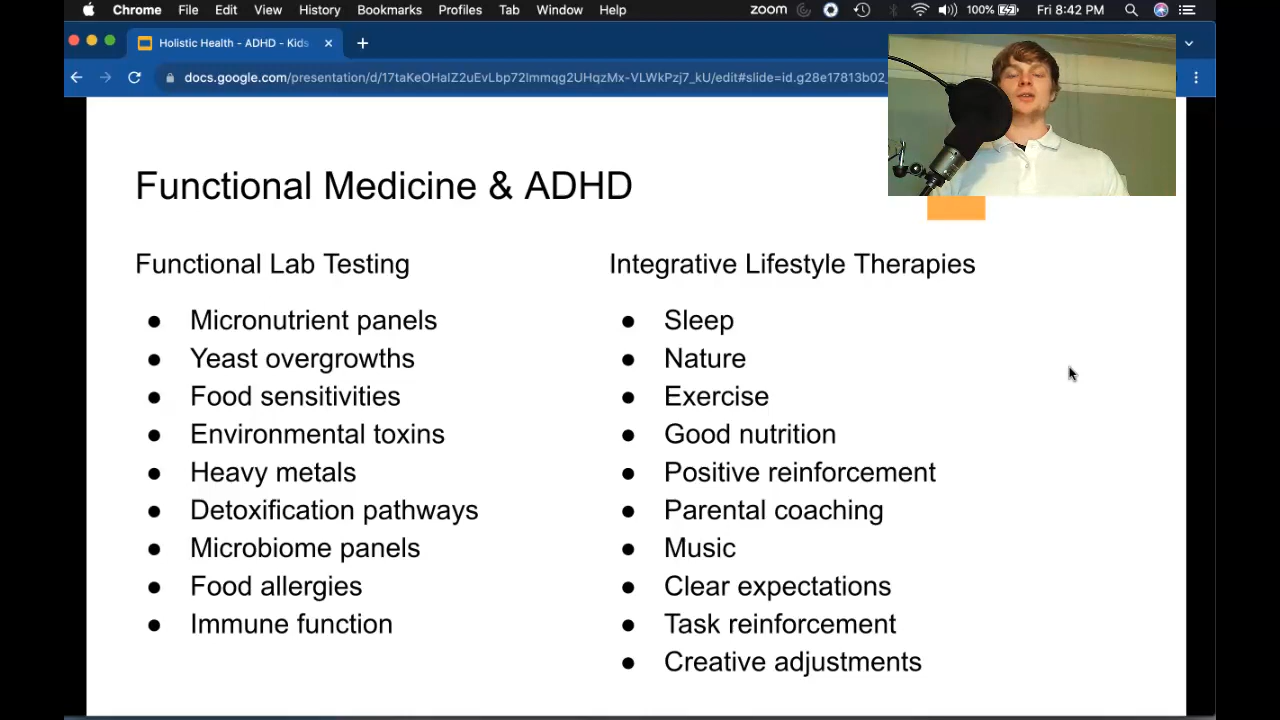 Chrome File Edit View History Bookmarks Profiles Tab Window Help zoom 100% Fri 8:42 PM
Holistic Health - ADHD - Kids
docs.google.com/presentation/d/17taKeOHaIZ2uEvLbp72lmmqg2UHqzMx-VLWkPzj7_kU/edit#slide=id.g28e17813b02_
Functional Medicine & ADHD
Functional Lab Testing
● Micronutrient panels
● Yeast overgrowths
● Food sensitivities
● Environmental toxins
● Heavy metals
● Detoxification pathways
● Microbiome panels
● Food allergies
● Immune function
Integrative Lifestyle Therapies
● Sleep
● Nature
● Exercise
● Good nutrition
● Positive reinforcement
● Parental coaching
● Music
● Clear expectations
● Task reinforcement
● Creative adjustments